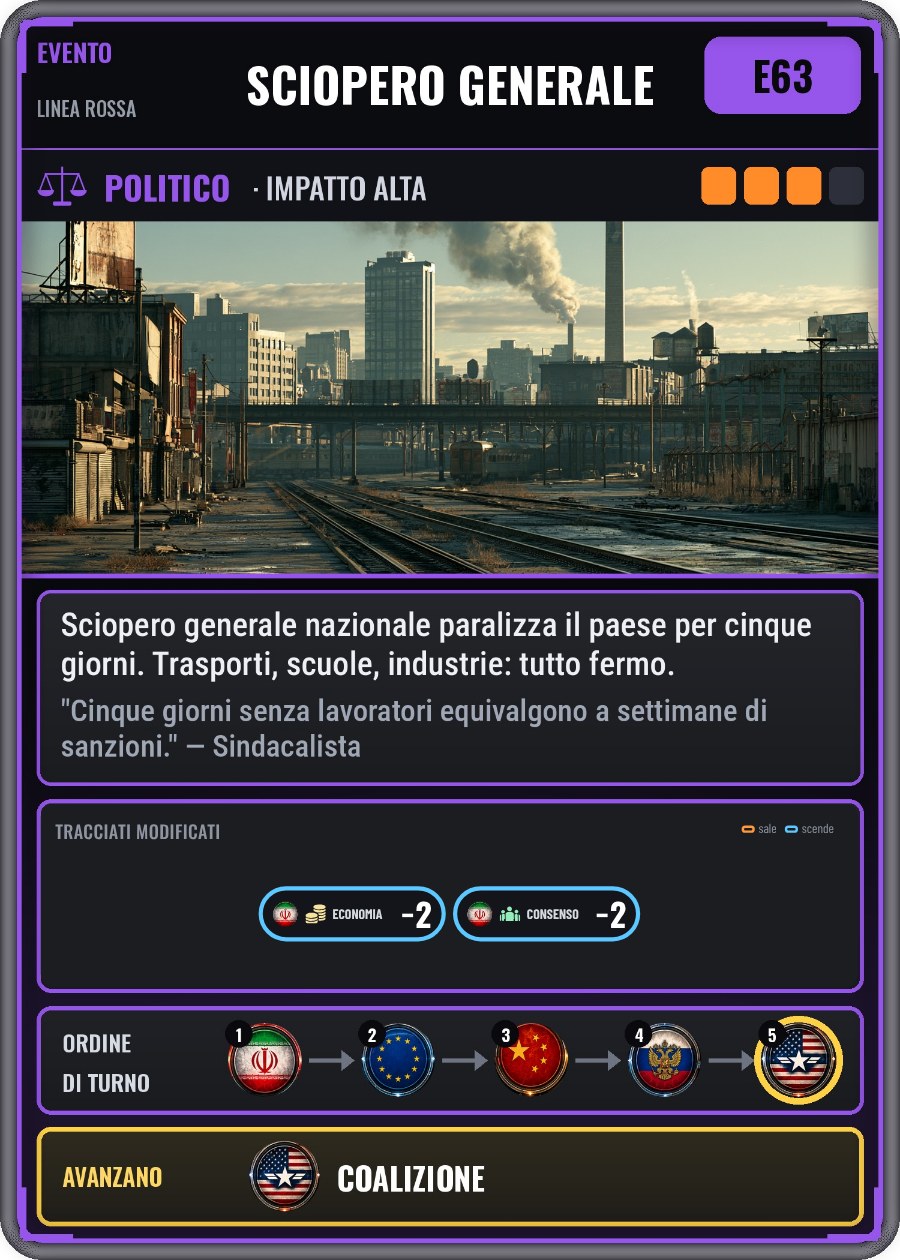 EVENTO
LINEA ROSSA
SCIOPERO GENERALE
E63
POLITICO · IMPATTO ALTA
Sciopero generale nazionale paralizza il paese per cinque
giorni. Trasporti, scuole, industrie: tutto fermo.
"Cinque giorni senza lavoratori equivalgono a settimane di
sanzioni." — Sindacalista
TRACCIATI MODIFICATI
sale scende
ECONOMIA -2 CONSENSO -2
ORDINE
DI TURNO
1 2 3 4 5
AVANZANO COALIZIONE